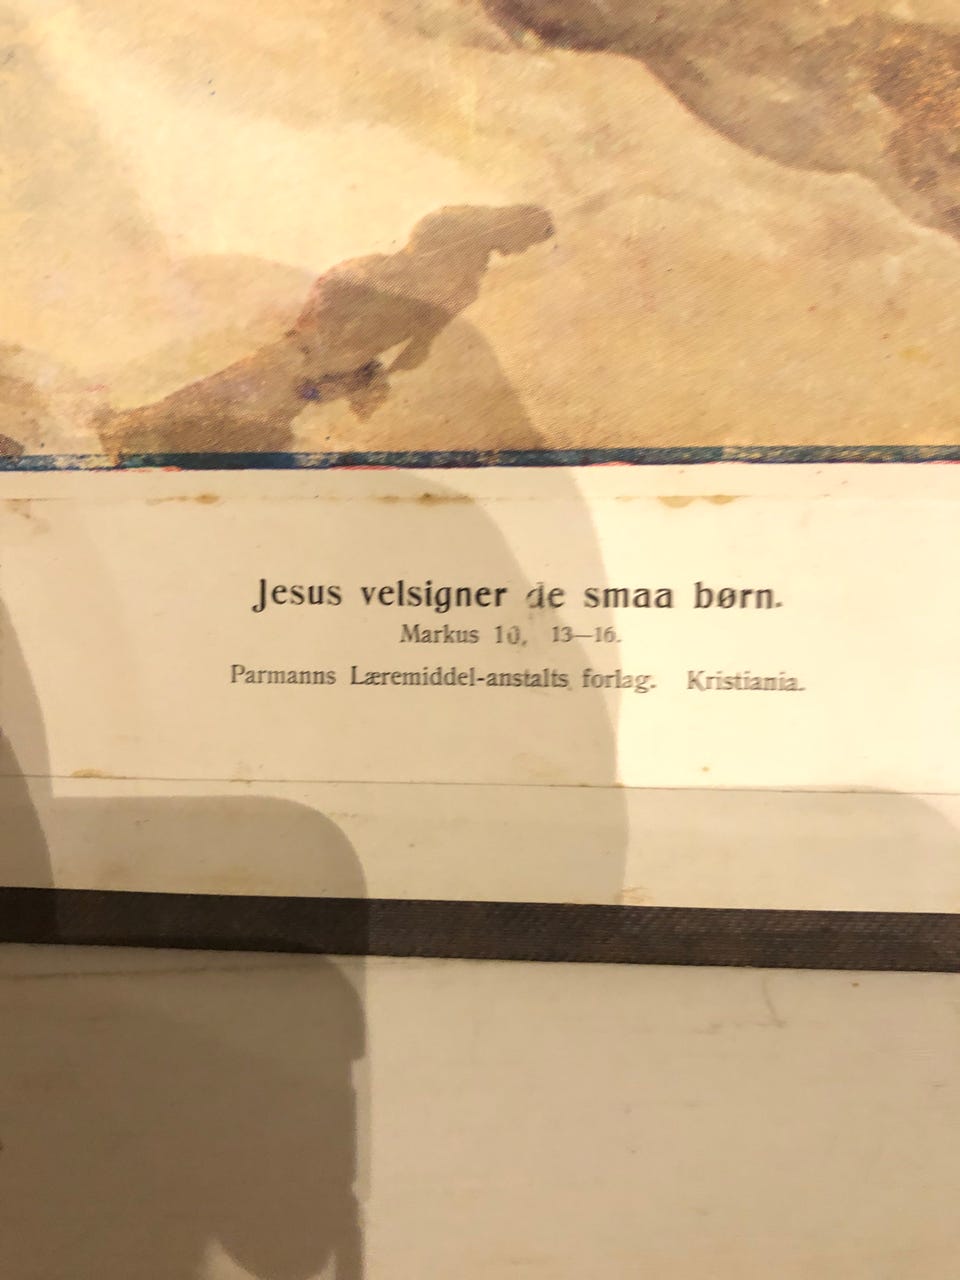 Jesus velsigner de smaa børn.
Markus 10, 13—16.
Parmanns Læremiddel-anstalts forlag. Kristiania.